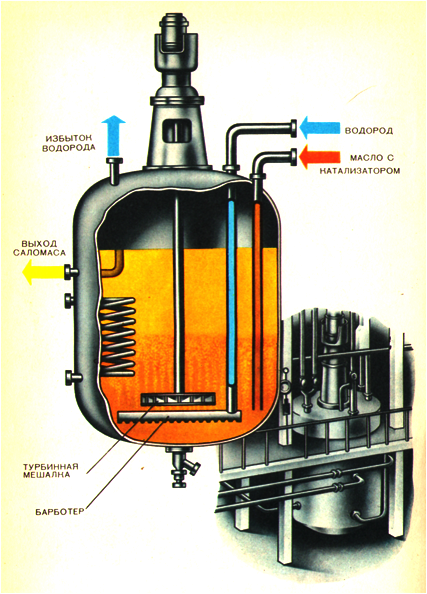 ИЗБЫТОК
ВОДОРОДА
ВОДОРОД
МАСЛО С
КАТАЛИЗАТОРОМ
ВЫХОД
САЛОМАСА
ТУРБИННАЯ
МЕШАЛКА
БАРБОТЕР